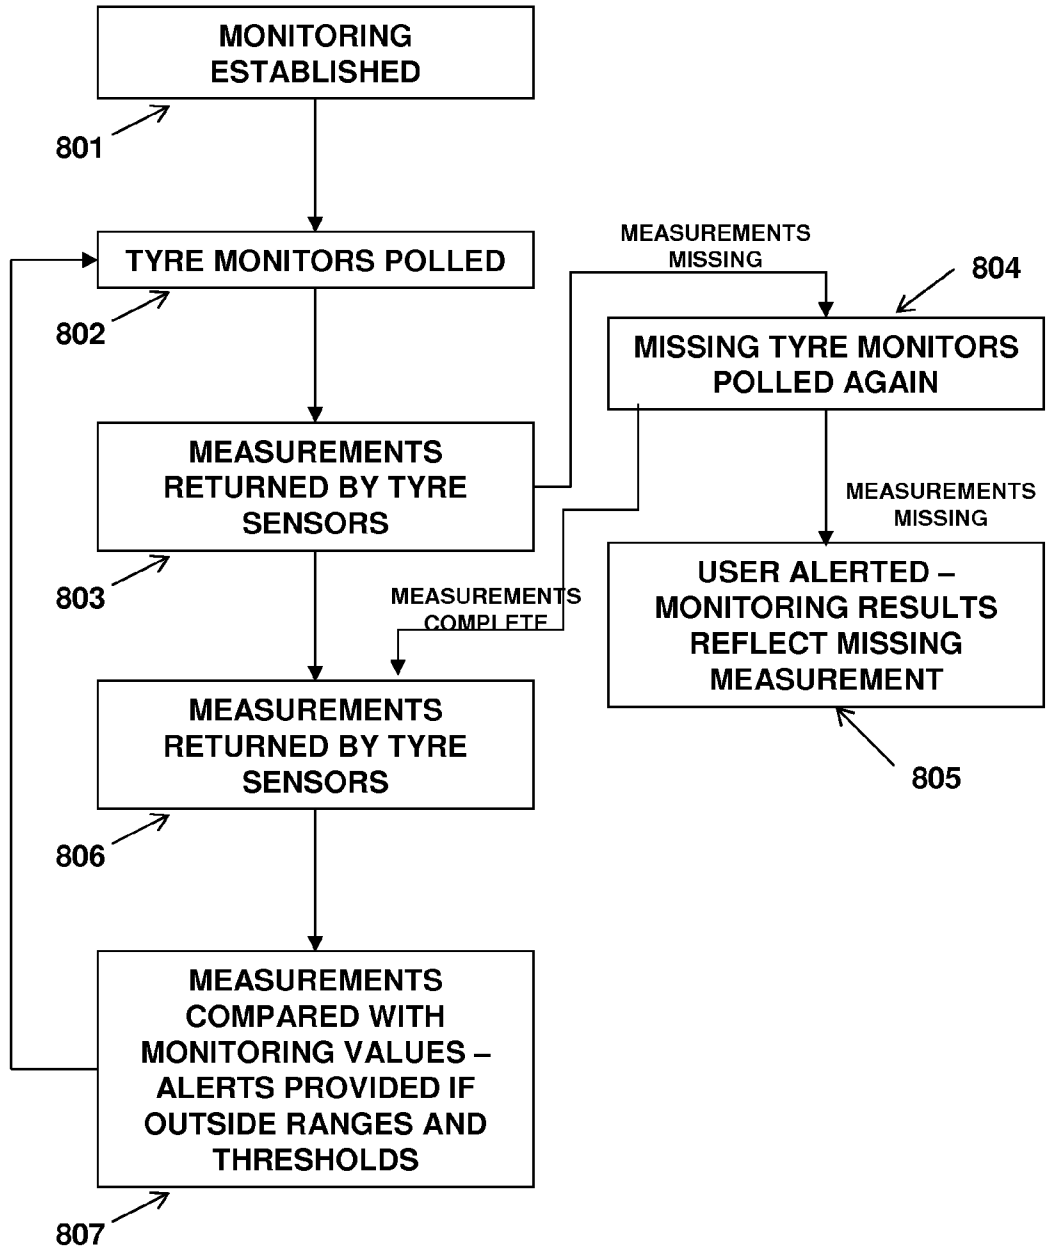 MONITORING
ESTABLISHED
801
TYRE MONITORS POLLED
802
MEASUREMENTS
MISSING
804
MISSING TYRE MONITORS
POLLED AGAIN
MEASUREMENTS
RETURNED BY TYRE
SENSORS
803
MEASUREMENTS
MISSING
MEASUREMENTS
COMPLETE
USER ALERTED –
MONITORING RESULTS
REFLECT MISSING
MEASUREMENT
805
MEASUREMENTS
RETURNED BY TYRE
SENSORS
806
MEASUREMENTS
COMPARED WITH
MONITORING VALUES –
ALERTS PROVIDED IF
OUTSIDE RANGES AND
THRESHOLDS
807